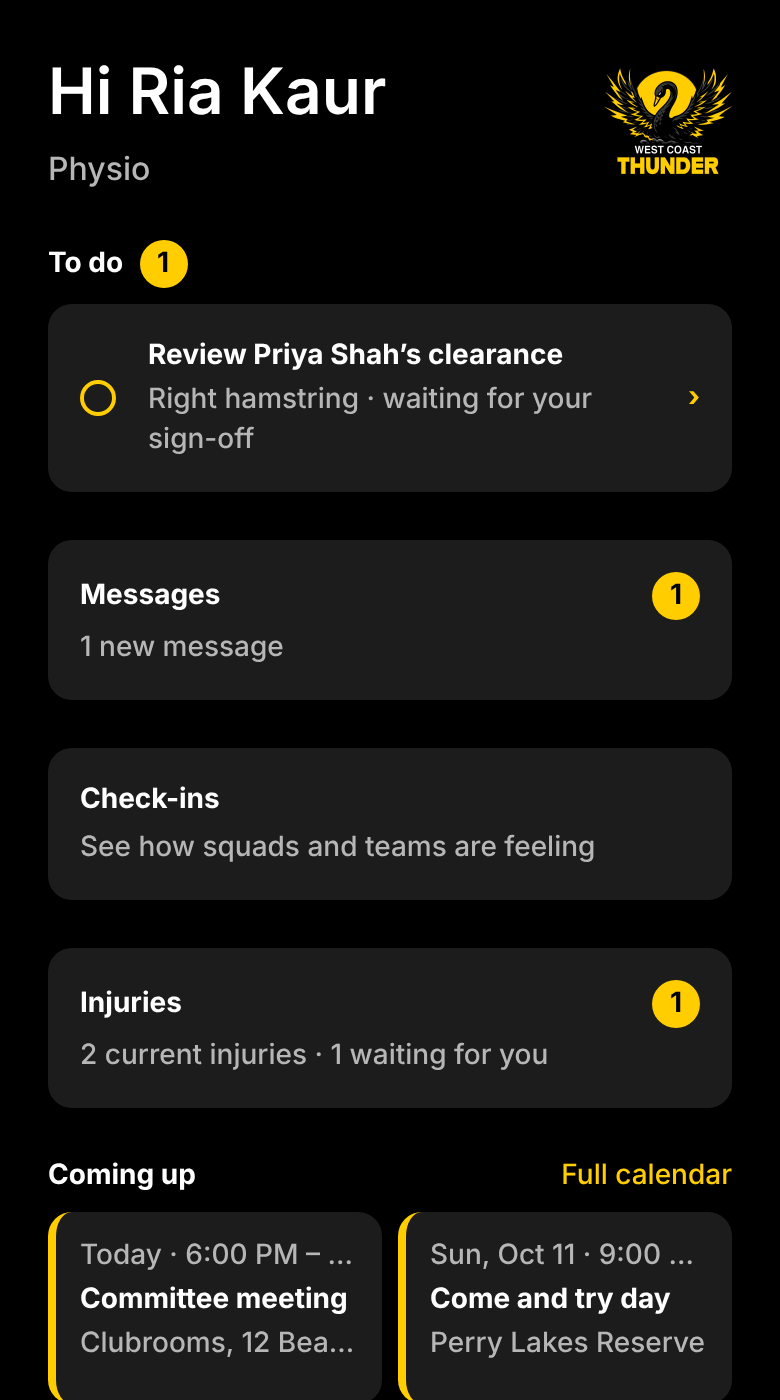 Hi Ria Kaur
Physio
WEST COAST
THUNDER
To do 1
Review Priya Shah’s clearance
Right hamstring · waiting for your
sign-off
›
Messages 1
1 new message
Check-ins
See how squads and teams are feeling
Injuries 1
2 current injuries · 1 waiting for you
Coming up Full calendar
Today · 6:00 PM – ...
Committee meeting
Clubrooms, 12 Bea...
Sun, Oct 11 · 9:00 ...
Come and try day
Perry Lakes Reserve